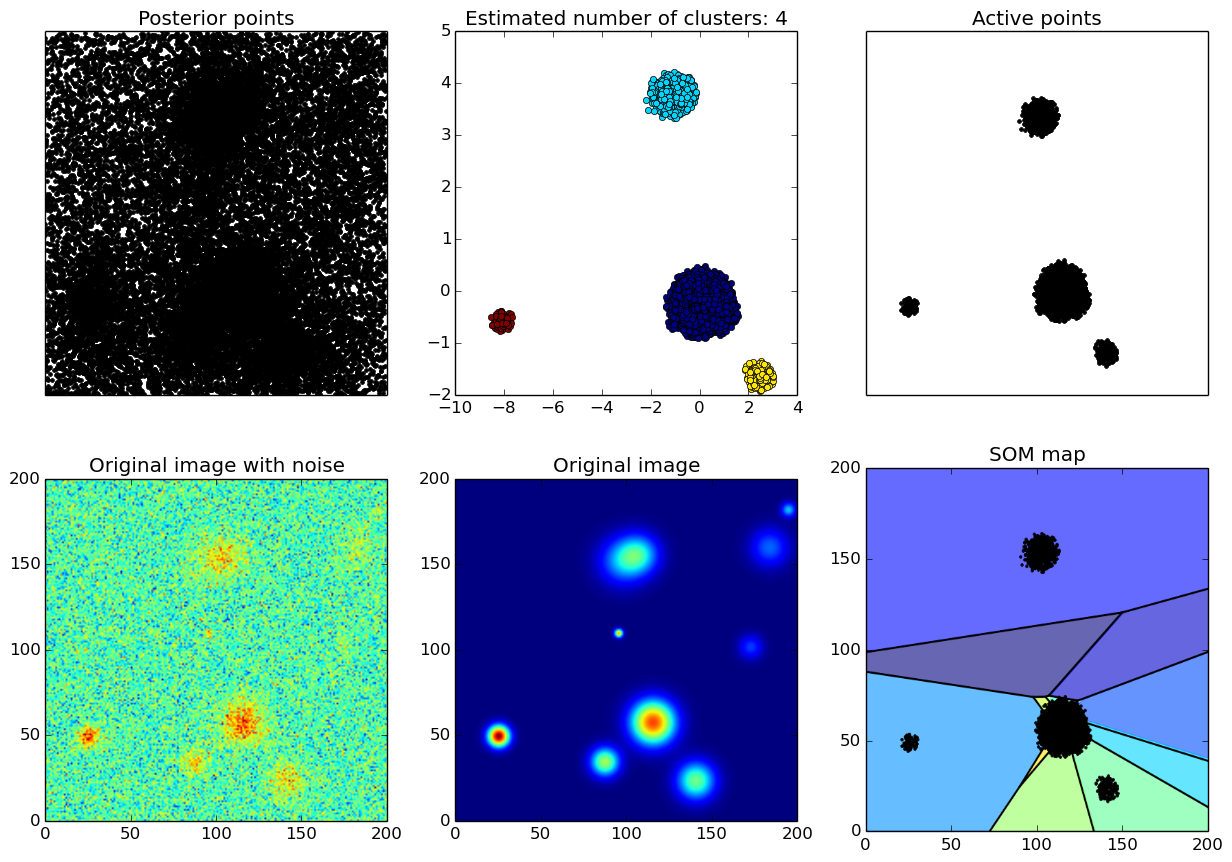 Posterior points
Estimated number of clusters: 4
Active points
5
4
3
2
1
0
−1
−2
−10 −8 −6 −4 −2 0 2 4
Original image with noise
Original image
SOM map
200
150
100
50
0
0 50 100 150 200
200
150
100
50
0
0 50 100 150 200
200
150
100
50
0
0 50 100 150 200